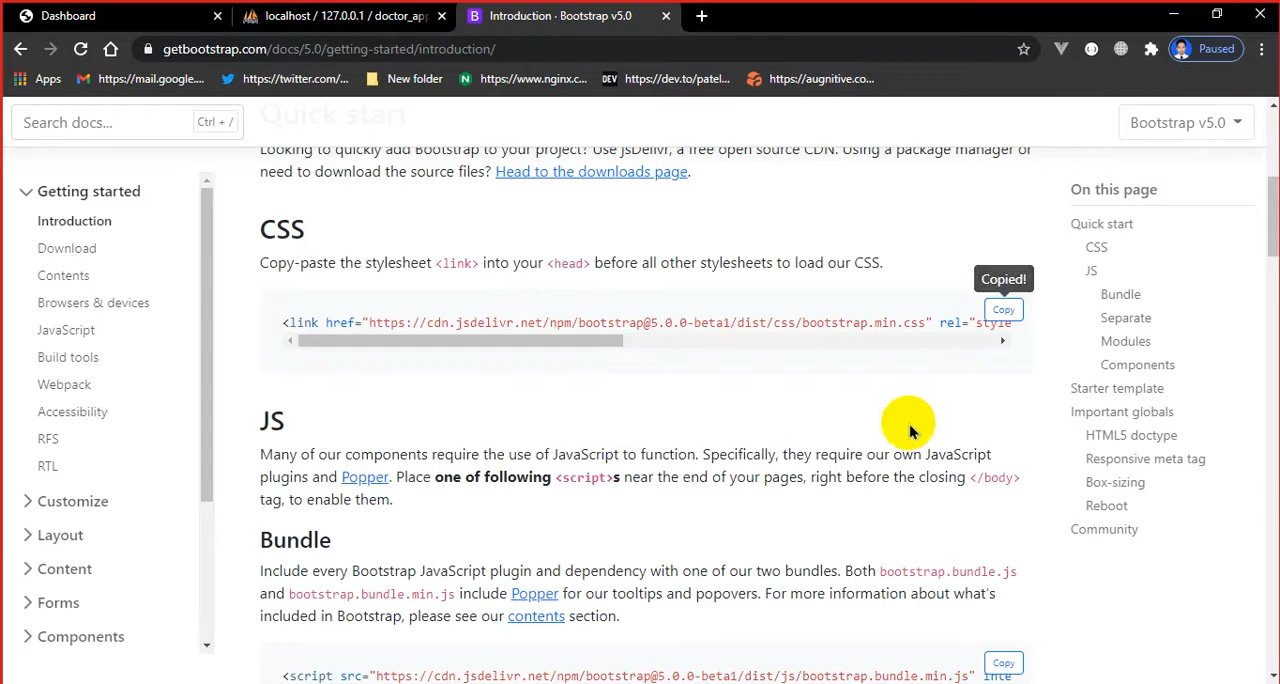 Dashboard
localhost / 127.0.0.1 / doctor_app
Introduction · Bootstrap v5.0
getbootstrap.com/docs/5.0/getting-started/introduction/
Paused
Apps
https://mail.google....
https://twitter.com/...
New folder
https://www.nginx.c...
DEV
https://dev.to/patel...
https://augnitive.co...
Search docs...
Ctrl + /
Quick start
Bootstrap v5.0
Looking to quickly add Bootstrap to your project? Use jsDelivr, a free open source CDN. Using a package manager or
need to download the source files? Head to the downloads page.
Getting started
Introduction
Download
Contents
Browsers & devices
JavaScript
Build tools
Webpack
Accessibility
RFS
RTL
Customize
Layout
Content
Forms
Components
CSS
Copy-paste the stylesheet <link> into your <head> before all other stylesheets to load our CSS.
Copied!
Copy
<link href="https://cdn.jsdelivr.net/npm/bootstrap@5.0.0-beta1/dist/css/bootstrap.min.css" rel="style
JS
Many of our components require the use of JavaScript to function. Specifically, they require our own JavaScript
plugins and Popper. Place one of following <script>s near the end of your pages, right before the closing </body>
tag, to enable them.
Bundle
Include every Bootstrap JavaScript plugin and dependency with one of our two bundles. Both bootstrap.bundle.js
and bootstrap.bundle.min.js include Popper for our tooltips and popovers. For more information about what's
included in Bootstrap, please see our contents section.
Copy
<script src="https://cdn.jsdelivr.net/npm/bootstrap@5.0.0-beta1/dist/js/bootstrap.bundle.min.js" inte
On this page
Quick start
CSS
JS
Bundle
Separate
Modules
Components
Starter template
Important globals
HTML5 doctype
Responsive meta tag
Box-sizing
Reboot
Community